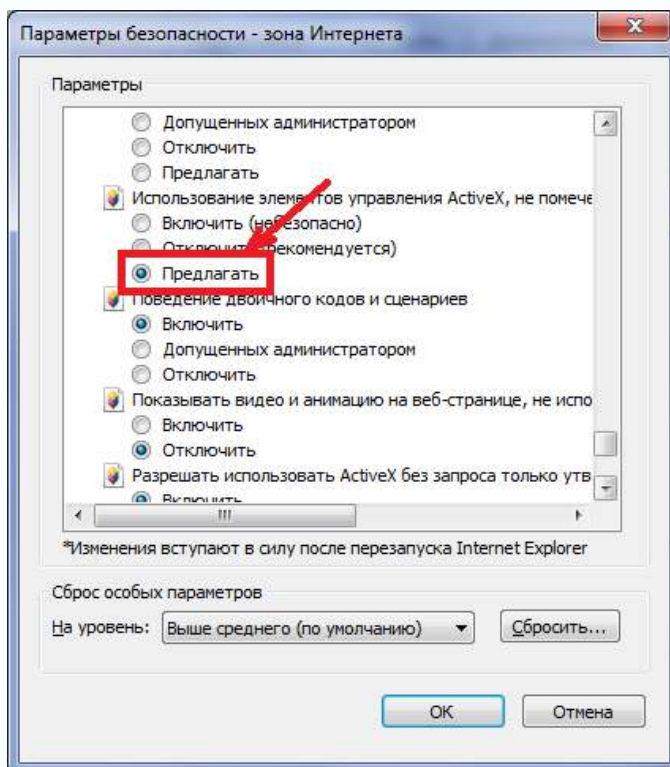 Параметры безопасности - зона Интернета
Параметры
Допущенных администратором
Отключить
Предлагать
Использование элементов управления ActiveX, не помече
Включить (небезопасно)
Отключить (рекомендуется)
Предлагать
Поведение двоичного кодов и сценариев
Включить
Допущенных администратором
Отключить
Показывать видео и анимацию на веб-странице, не испо
Включить
Отключить
Разрешать использовать ActiveX без запроса только утв
Включить
*Изменения вступают в силу после перезапуска Internet Explorer
Сброс особых параметров
На уровень: Выше среднего (по умолчанию) Сбросить...
ОК Отмена